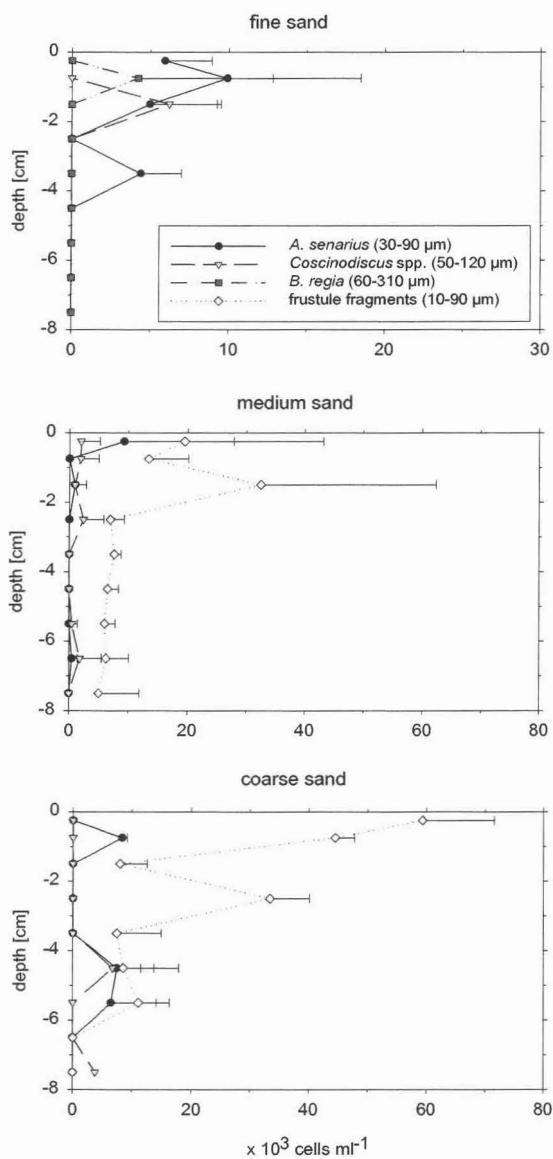 fine sand
0
-2
-4
-6
-8
depth [cm]
A. senarius (30-90 µm)
Coscinodiscus spp. (50-120 µm)
B. regia (60-310 µm)
frustule fragments (10-90 µm)
0 10 20 30
medium sand
0
-2
-4
-6
-8
depth [cm]
0 20 40 60 80
coarse sand
0
-2
-4
-6
-8
depth [cm]
0 20 40 60 80
× 10³ cells ml⁻¹